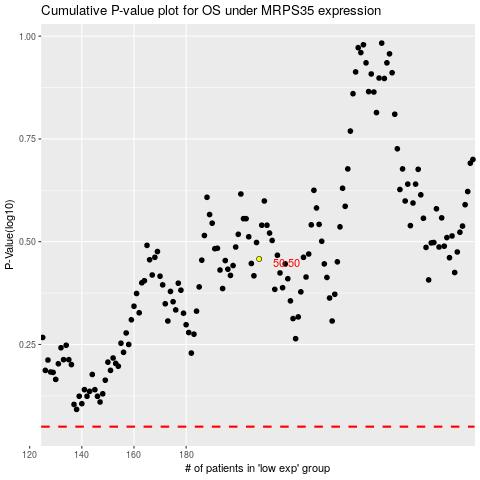 Cumulative P-value plot for OS under MRPS35 expression
P-Value(log10)
1.00
0.75
0.50
0.25
50:50
120 140 160 180
# of patients in 'low exp' group